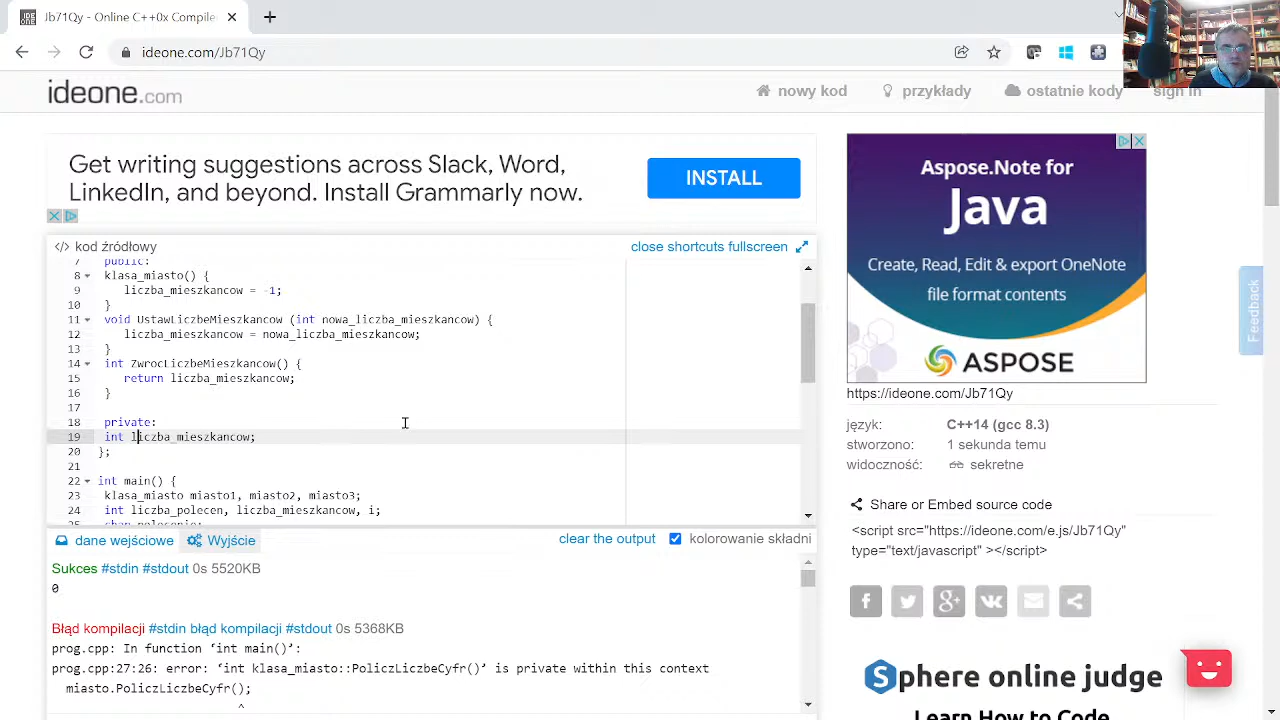 Jb71Qy - Online C++0x Compile
ideone.com/Jb71Qy
ideone.com
nowy kod
przykłady
ostatnie kody
sign in
Get writing suggestions across Slack, Word,
LinkedIn, and beyond. Install Grammarly now.
INSTALL
Aspose.Note for
Java
Create, Read, Edit & export OneNote
file format contents
ASPOSE
Feedback
</> kod źródłowy
close shortcuts fullscreen
7 public:
8 klasa_miasto() {
9 liczba_mieszkancow = -1;
10 }
11 void UstawLiczbeMieszkancow (int nowa_liczba_mieszkancow) {
12 liczba_mieszkancow = nowa_liczba_mieszkancow;
13 }
14 int ZwrocLiczbeMieszkancow() {
15 return liczba_mieszkancow;
16 }
17
18 private:
19 int liczba_mieszkancow;
20 };
21
22 int main() {
23 klasa_miasto miasto1, miasto2, miasto3;
24 int liczba_polecen, liczba_mieszkancow, i;
25 char polecenie;
dane wejściowe
Wyjście
clear the output
kolorowanie składni
Sukces #stdin #stdout 0s 5520KB
0
Błąd kompilacji #stdin błąd kompilacji #stdout 0s 5368KB
prog.cpp: In function ‘int main()’:
prog.cpp:27:26: error: ‘int klasa_miasto::PoliczLiczbeCyfr()’ is private within this context
miasto.PoliczLiczbeCyfr();
^
https://ideone.com/Jb71Qy
język: C++14 (gcc 8.3)
stworzono: 1 sekunda temu
widoczność: sekretne
Share or Embed source code
<script src="https://ideone.com/e.js/Jb71Qy"
type="text/javascript" ></script>
Sphere online judge
Learn How to Code